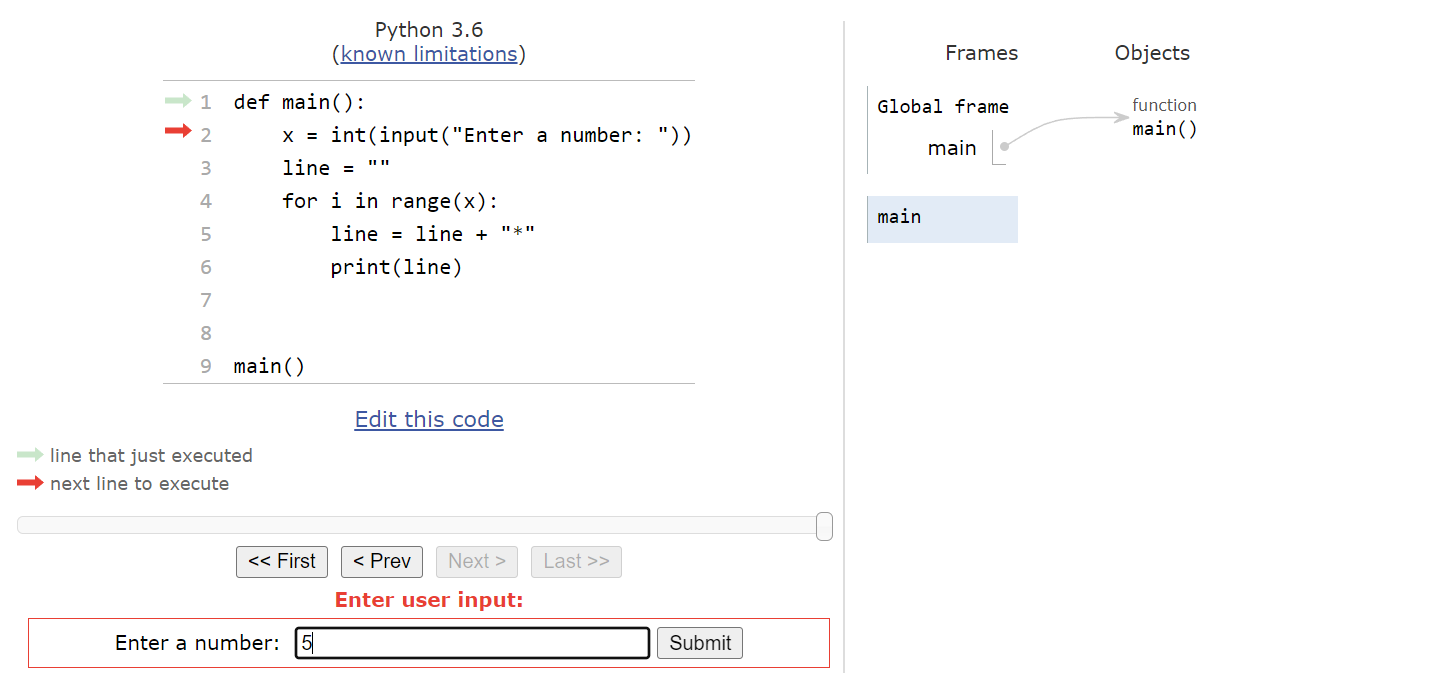 Python 3.6
(known limitations)
1 def main():
2     x = int(input("Enter a number: "))
3     line = ""
4     for i in range(x):
5         line = line + "*"
6         print(line)
7
8
9 main()
Edit this code
line that just executed
next line to execute
<< First < Prev Next > Last >>
Enter user input:
Enter a number: 5 Submit
Frames Objects
Global frame
main
function
main()
main